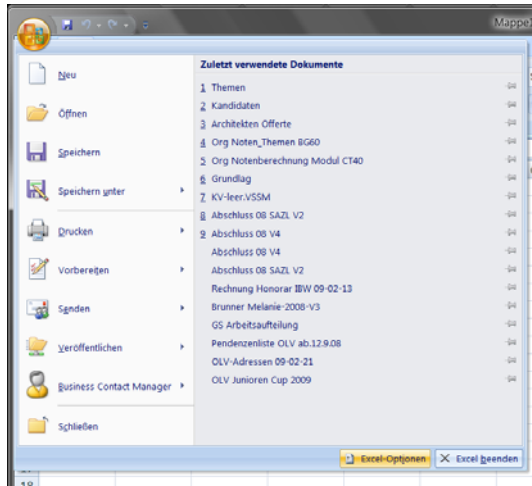 Mappe
Zuletzt verwendete Dokumente
Neu
Öffnen
Speichern
Speichern unter
Drucken
Vorbereiten
Senden
Veröffentlichen
Business Contact Manager
Schließen
1 Themen
2 Kandidaten
3 Architekten Offerte
4 Org Noten_Themen BG60
5 Org Notenberechnung Modul CT40
6 Grundlag
7 KV-leer.VSSM
8 Abschluss 08 SAZL V2
9 Abschluss 08 V4
Abschluss 08 V4
Abschluss 08 SAZL V2
Rechnung Honorar IBW 09-02-13
Brunner Melanie-2008-V3
GS Arbeitsaufteilung
Pendenzenliste OLV ab.12.9.08
OLV-Adressen 09-02-21
OLV Junioren Cup 2009
Excel-Optionen
Excel beenden
18